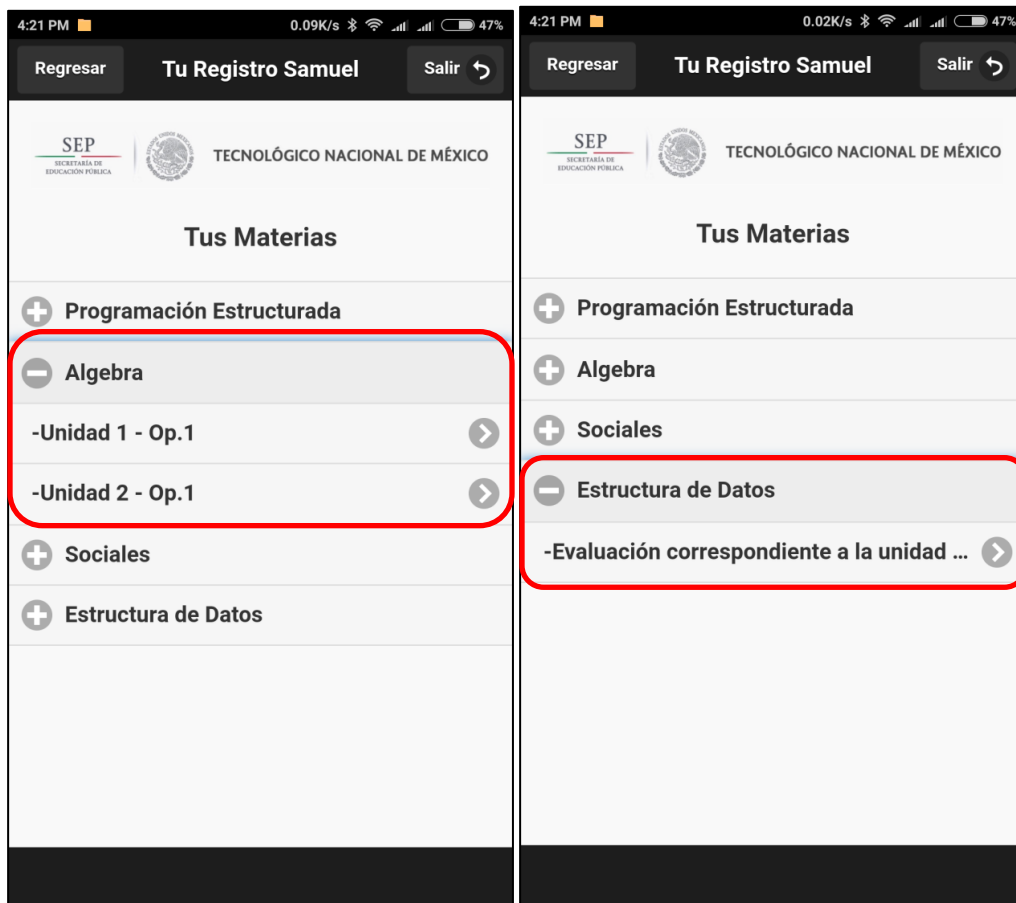 4:21 PM 0.09K/s 47%
Regresar Tu Registro Samuel Salir
SEP
SECRETARÍA DE
EDUCACIÓN PÚBLICA
TECNOLÓGICO NACIONAL DE MÉXICO
Tus Materias
Programación Estructurada
Algebra
-Unidad 1 - Op.1
-Unidad 2 - Op.1
Sociales
Estructura de Datos
4:21 PM 0.02K/s 47%
Regresar Tu Registro Samuel Salir
SEP
SECRETARÍA DE
EDUCACIÓN PÚBLICA
TECNOLÓGICO NACIONAL DE MÉXICO
Tus Materias
Programación Estructurada
Algebra
Sociales
Estructura de Datos
-Evaluación correspondiente a la unidad ...